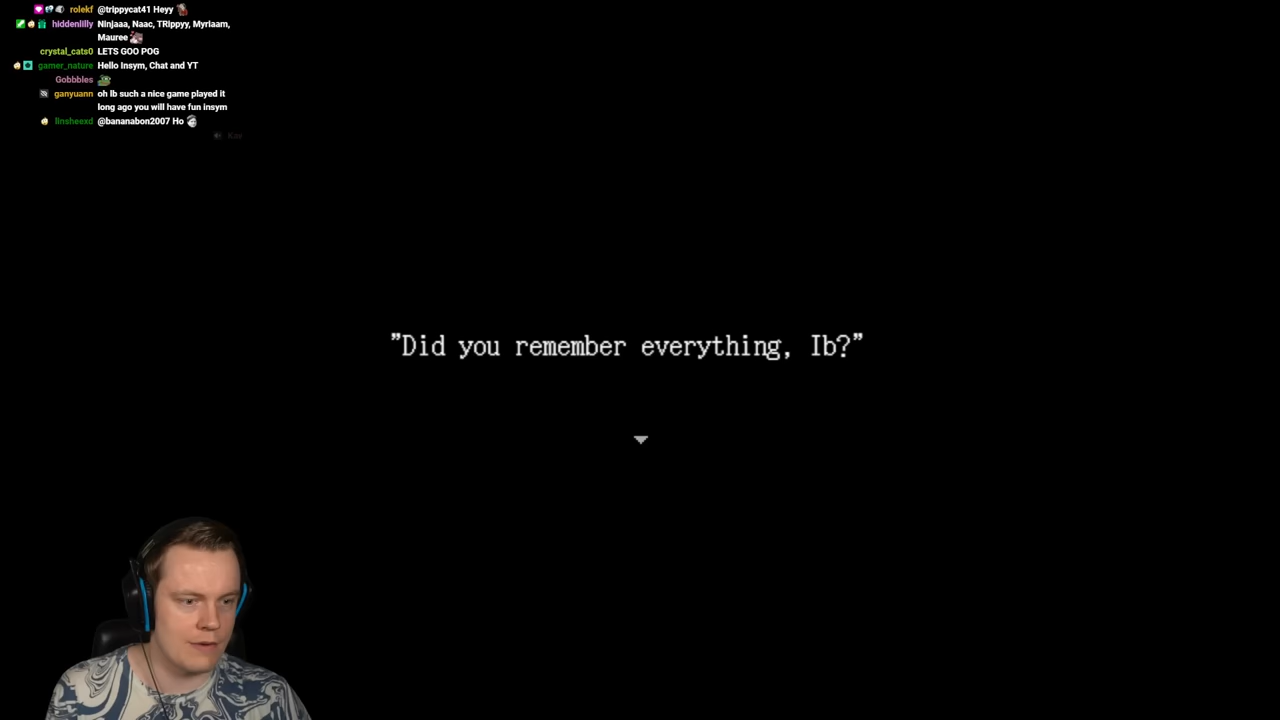 rolekf @trippycat41 Heyy
hiddenlilly Ninjaaa, Naac, TRippyy, Myriaam,
Mauree
crystal_cats0 LETS GOO POG
gamer_nature Hello Insym, Chat and YT
Gobbbles
ganyuann oh Ib such a nice game played it
long ago you will have fun insym
linsheexd @bananabon2007 Ho
"Did you remember everything, Ib?"